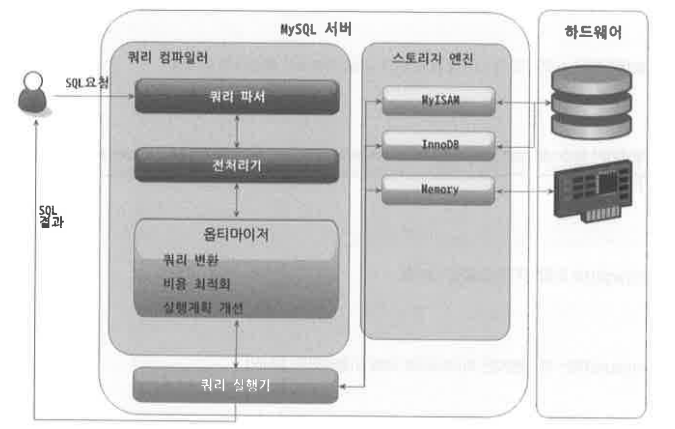 MySQL 서버
하드웨어
쿼리 컴파일러
스토리지 엔진
SQL요청
쿼리 파서
MyISAM
InnoDB
전처리기
Memory
SQL
결과
옵티마이저
쿼리 변환
비용 최적화
실행계획 개선
쿼리 실행기